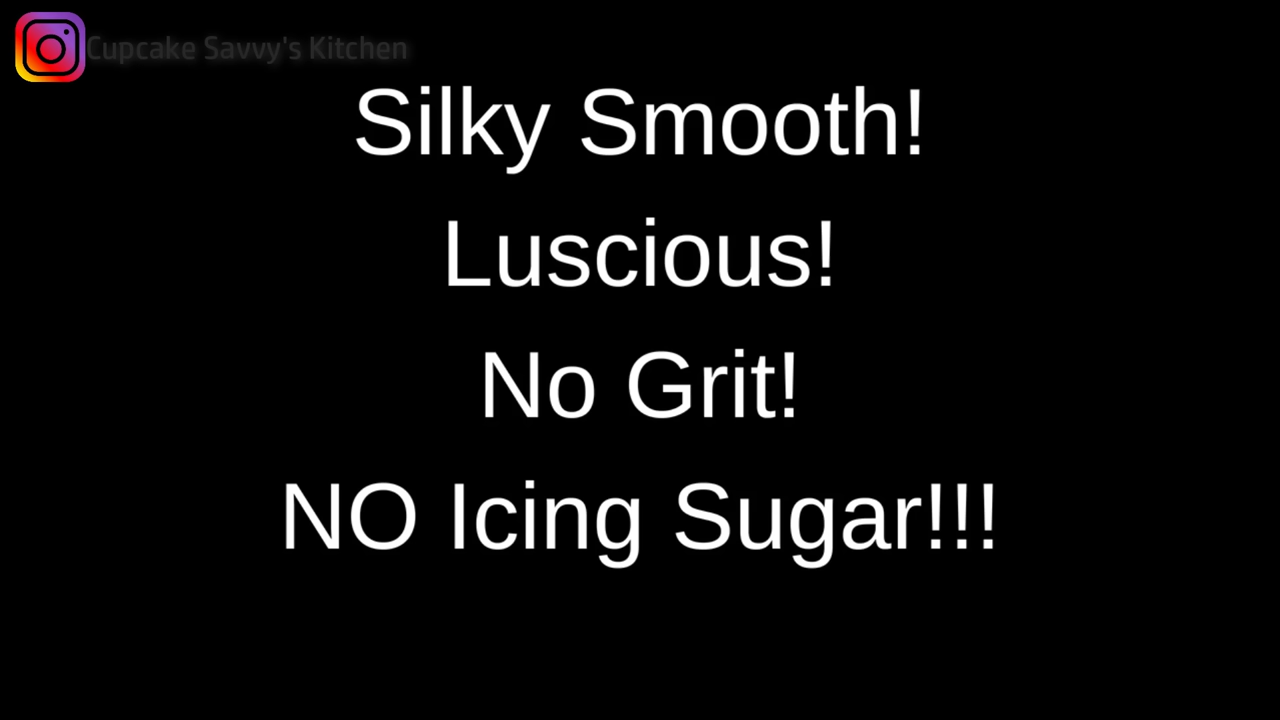 Cupcake Savvy's Kitchen
Silky Smooth!
Luscious!
No Grit!
NO Icing Sugar!!!